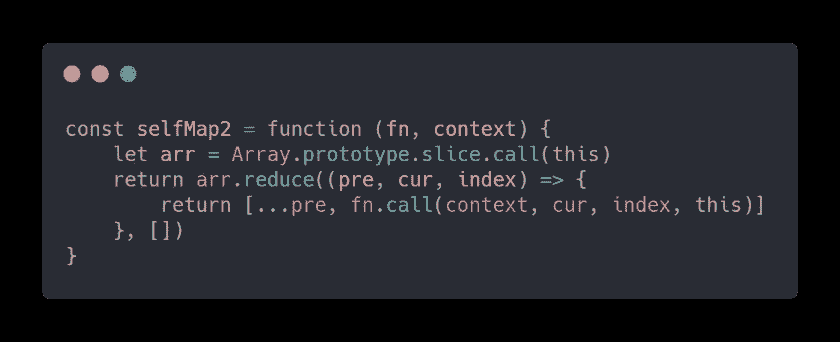 const selfMap2 = function (fn, context) {
    let arr = Array.prototype.slice.call(this)
    return arr.reduce((pre, cur, index) => {
        return [...pre, fn.call(context, cur, index, this)]
    }, [])
}